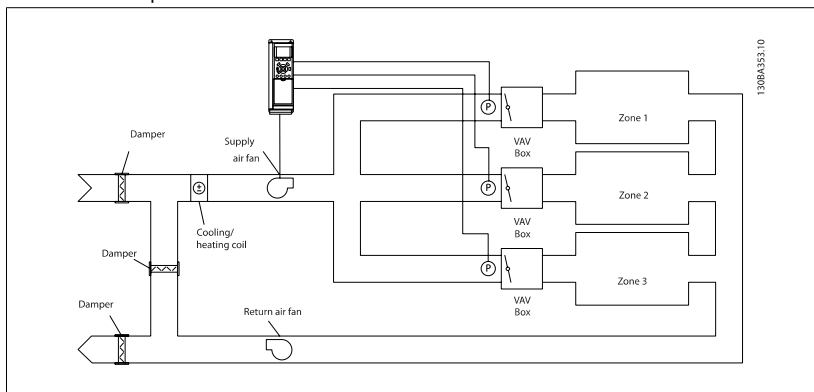 130BA353.10
Damper
Supply
air fan
Cooling/
heating coil
Damper
Damper
Return air fan
P
VAV
Box
Zone 1
P
VAV
Box
Zone 2
P
VAV
Box
Zone 3